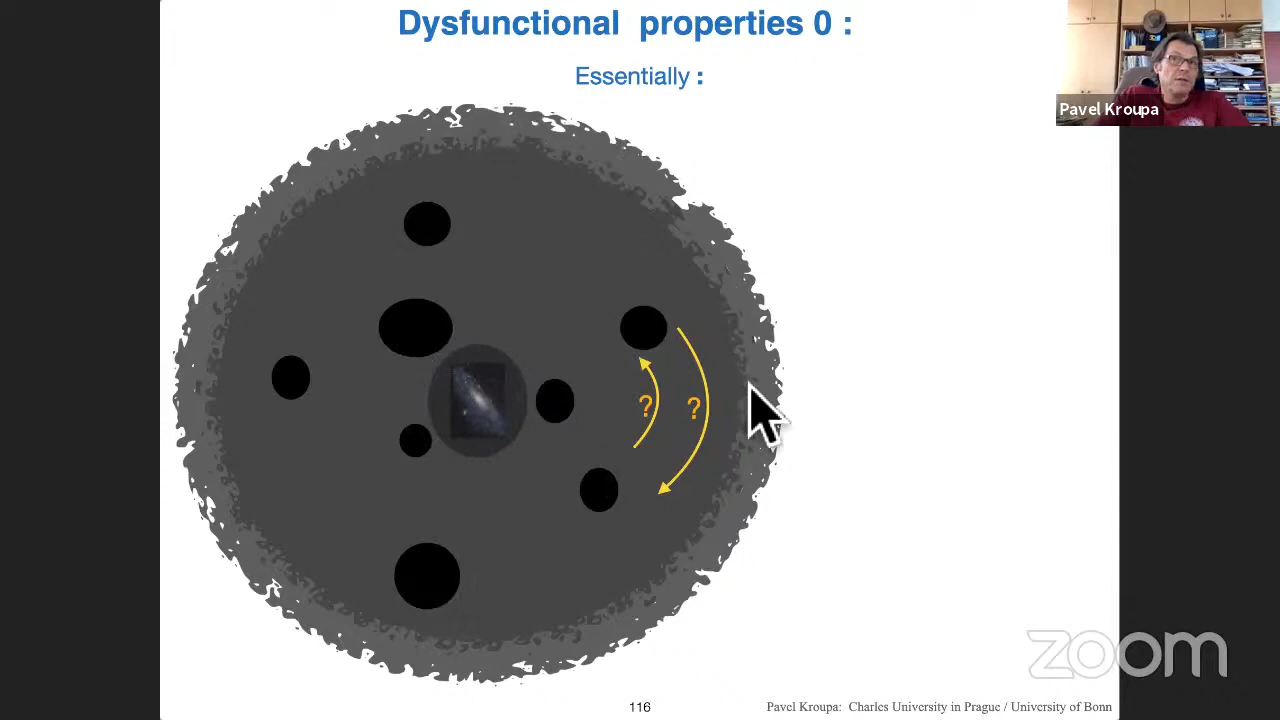 Dysfunctional properties 0 :
Essentially :
Pavel Kroupa
? ?
zoom
116
Pavel Kroupa: Charles University in Prague / University of Bonn